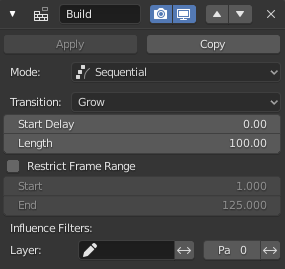 Build
Apply Copy
Mode: Sequential
Transition: Grow
Start Delay 0.00
Length 100.00
Restrict Frame Range
Start 1.000
End 125.000
Influence Filters:
Layer: Pa 0